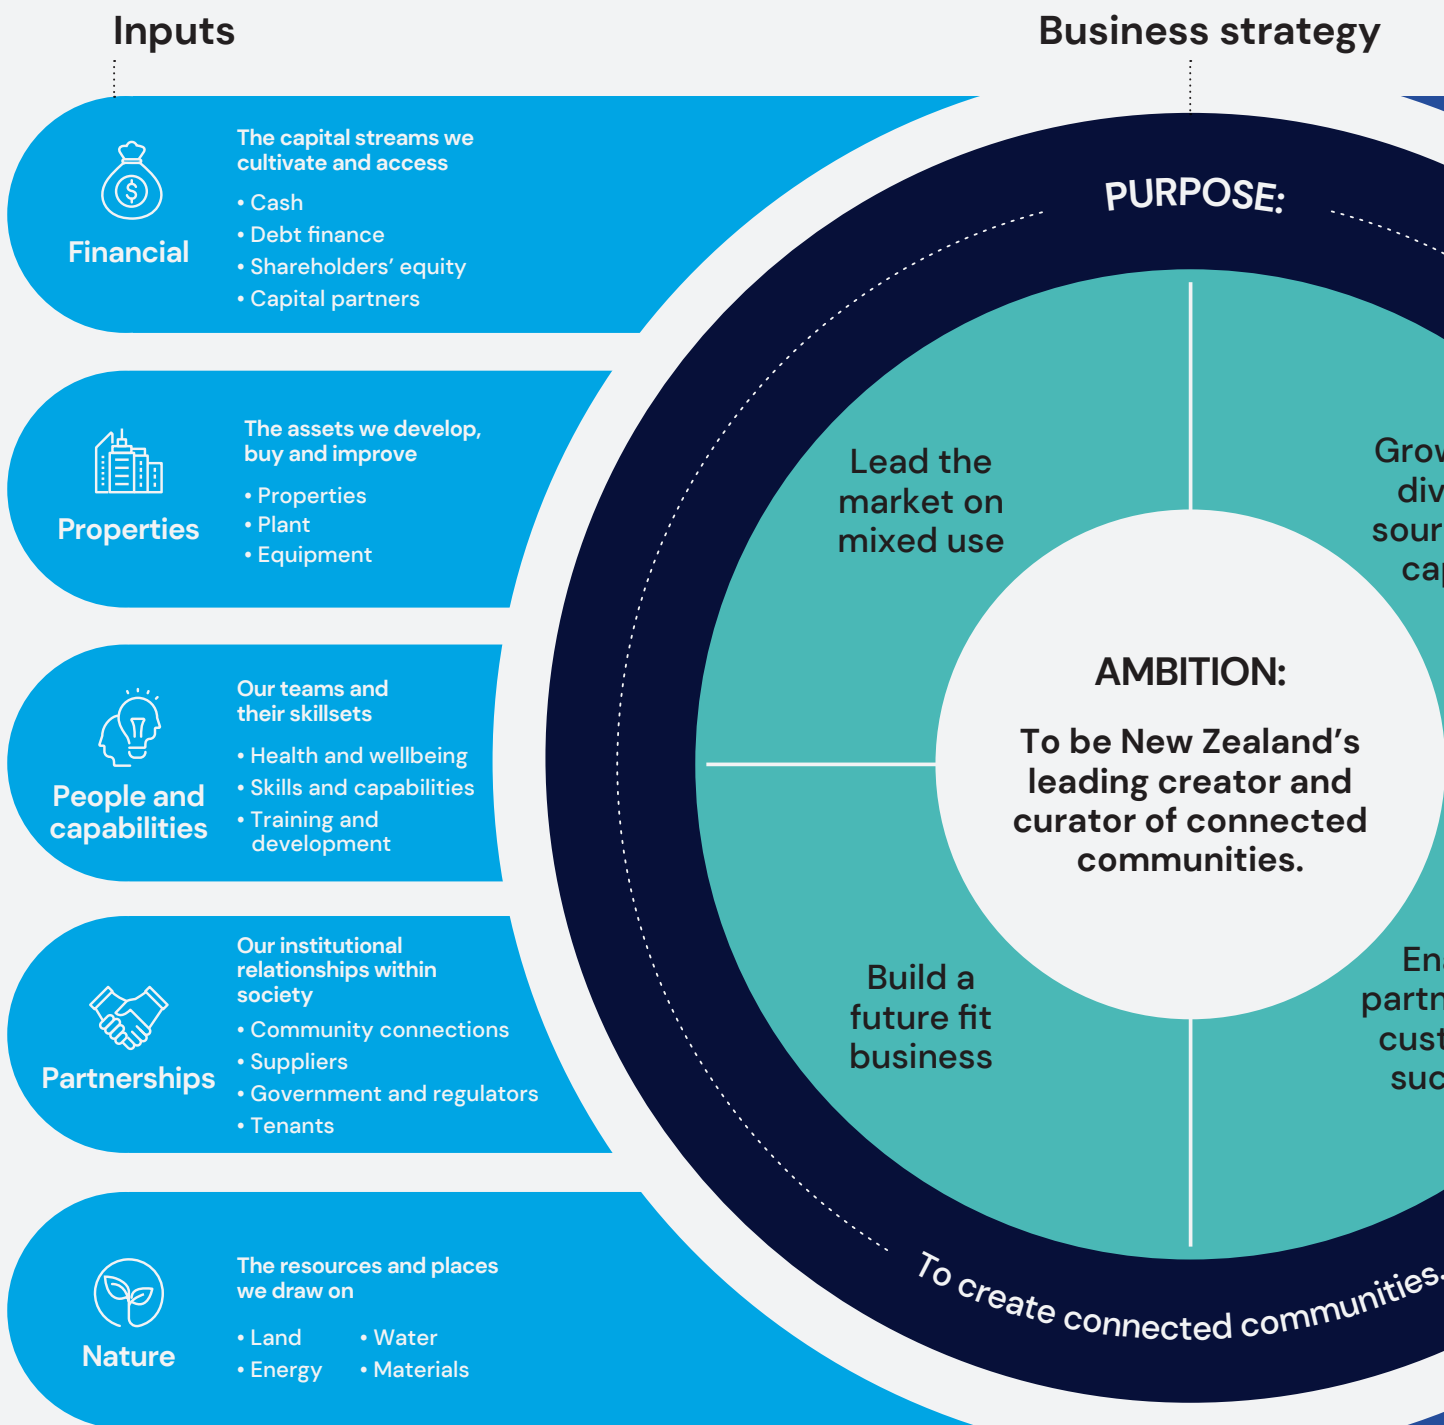 Inputs
Business strategy
Financial
The capital streams we
cultivate and access
• Cash
• Debt finance
• Shareholders’ equity
• Capital partners
Properties
The assets we develop,
buy and improve
• Properties
• Plant
• Equipment
People and
capabilities
Our teams and
their skillsets
• Health and wellbeing
• Skills and capabilities
• Training and
development
Partnerships
Our institutional
relationships within
society
• Community connections
• Suppliers
• Government and regulators
• Tenants
Nature
The resources and places
we draw on
• Land
• Water
• Energy
• Materials
PURPOSE:
Lead the
market on
mixed use
AMBITION:
To be New Zealand’s
leading creator and
curator of connected
communities.
Build a
future fit
business
To create connected communities.